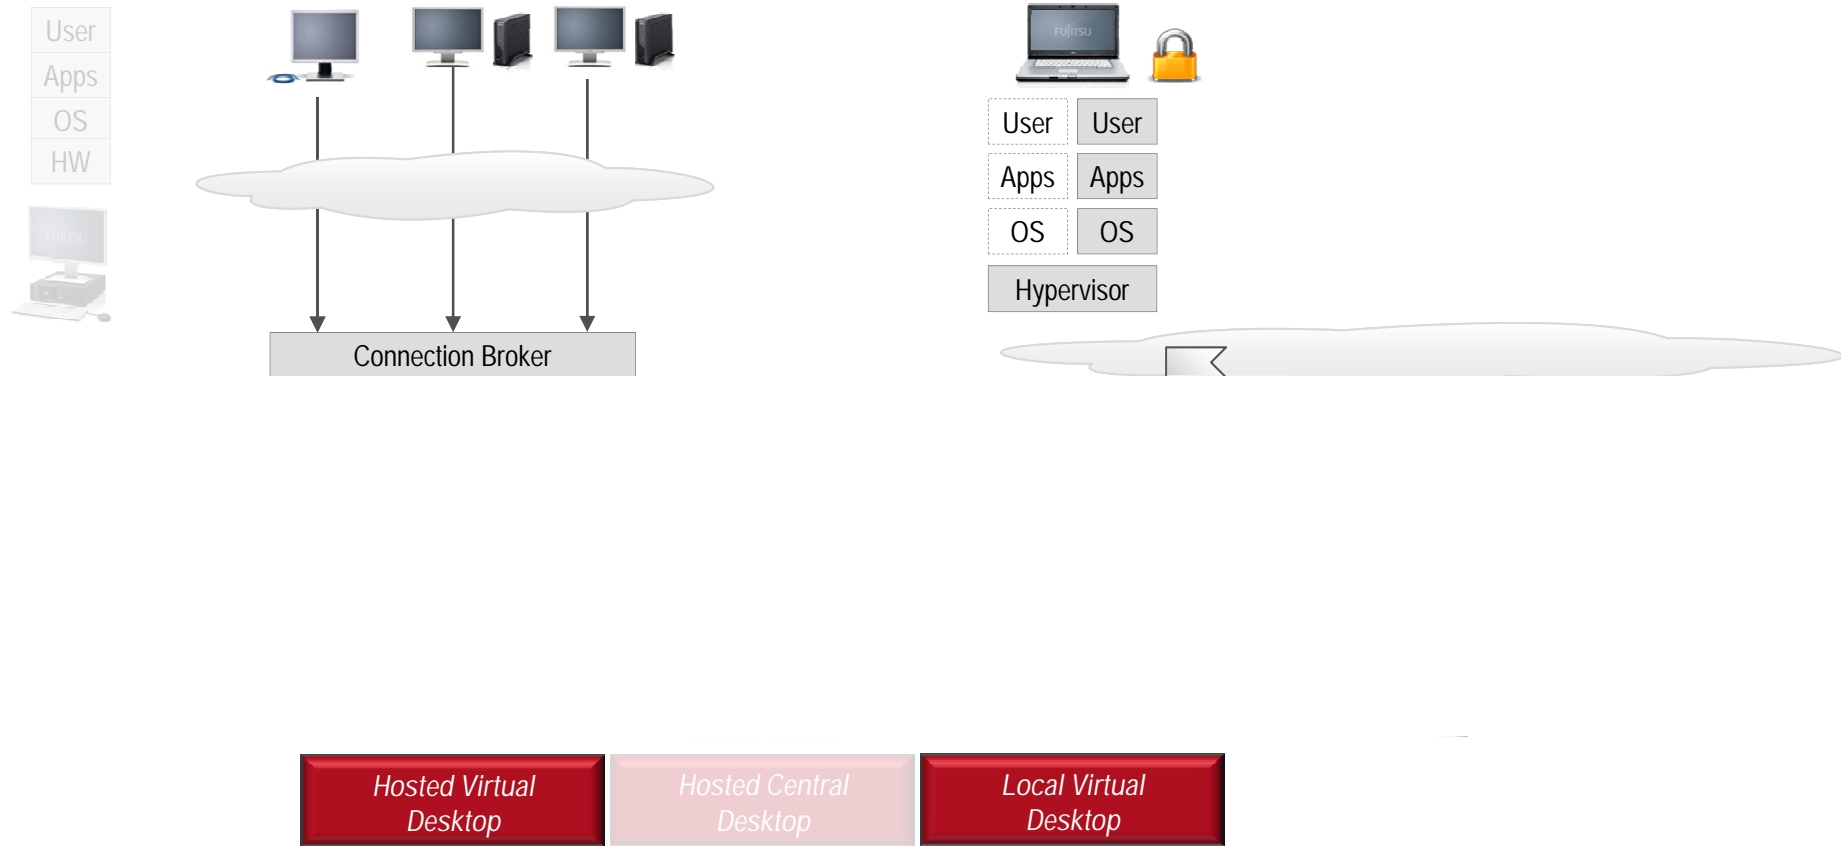 User
Apps
OS
HW
FUJITSU
Connection Broker
FUJITSU
User User
Apps Apps
OS OS
Hypervisor
Hosted Virtual
Desktop
Hosted Central
Desktop
Local Virtual
Desktop